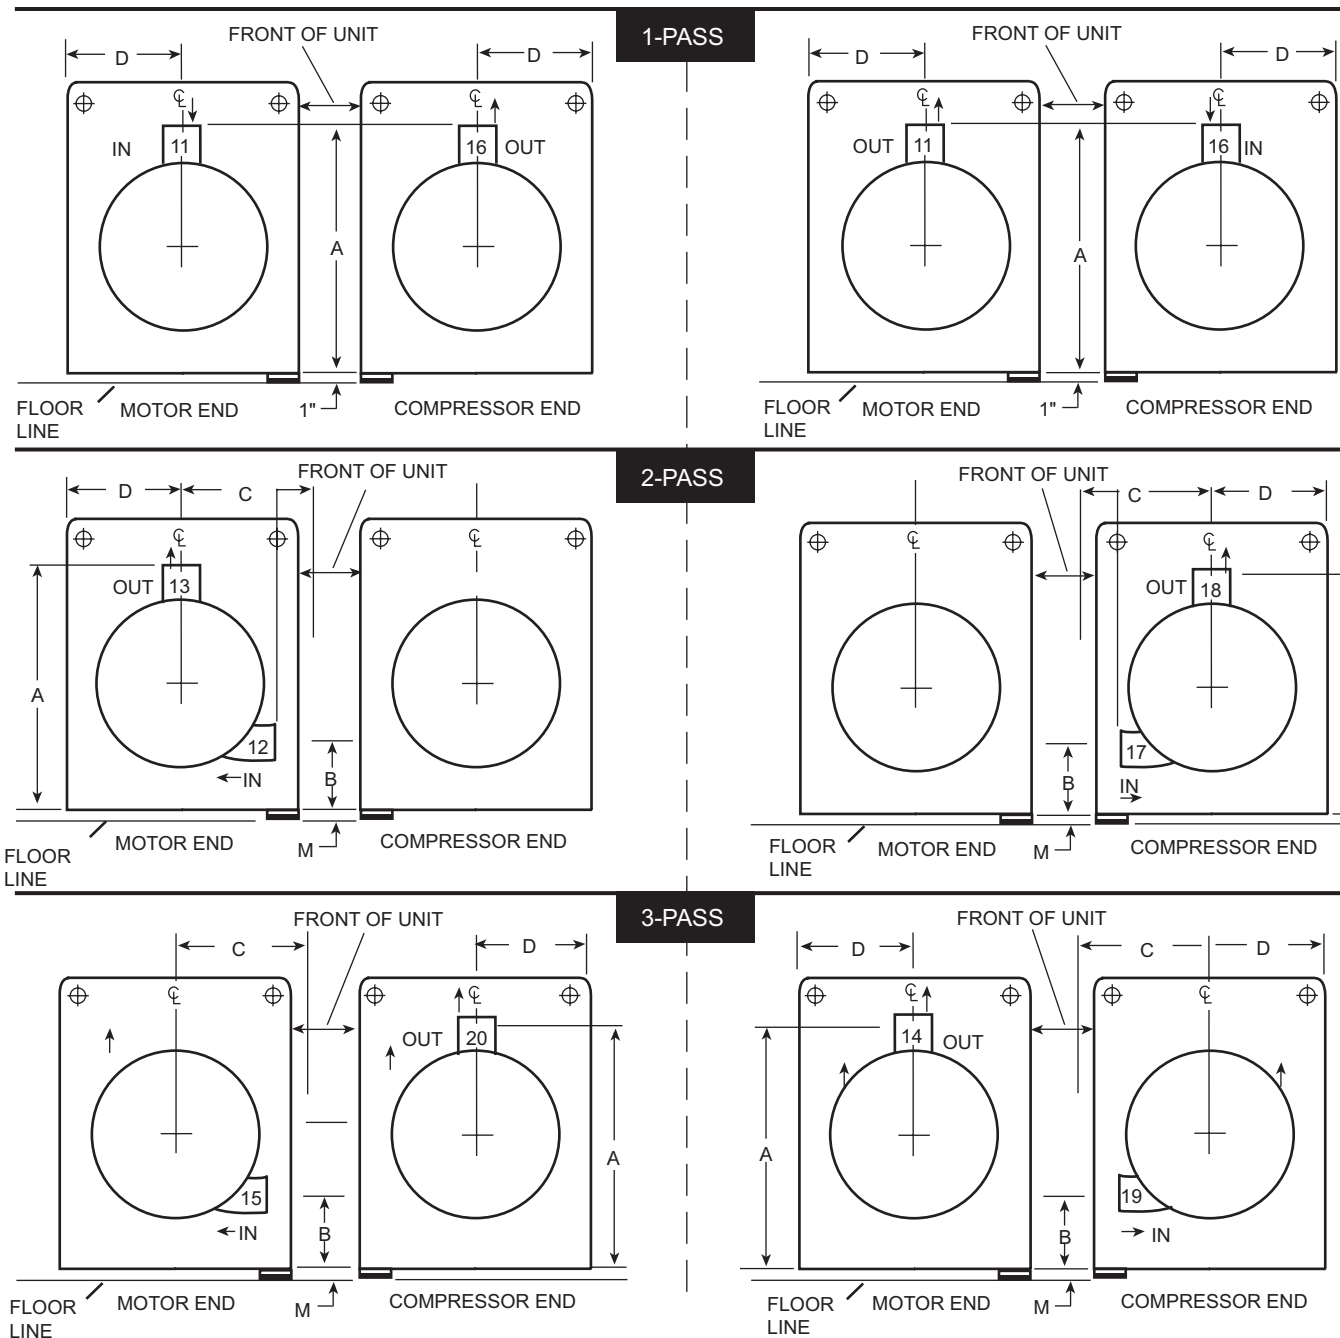 1-PASS
FRONT OF UNIT
D
D
℄
℄
IN
11
16
OUT
A
FLOOR
LINE
MOTOR END
1"
COMPRESSOR END
FRONT OF UNIT
D
D
℄
℄
OUT
11
16
IN
A
FLOOR
LINE
MOTOR END
1"
COMPRESSOR END
2-PASS
FRONT OF UNIT
D
C
℄
OUT
13
A
12
IN
B
FLOOR
LINE
MOTOR END
M
COMPRESSOR END
FRONT OF UNIT
C
D
℄
℄
OUT
18
17
B
IN
FLOOR
LINE
MOTOR END
M
COMPRESSOR END
3-PASS
FRONT OF UNIT
C
D
℄
℄
OUT
20
A
15
IN
B
FLOOR
LINE
MOTOR END
M
COMPRESSOR END
FRONT OF UNIT
D
C
D
℄
℄
14
OUT
A
19
IN
B
FLOOR
LINE
MOTOR END
M
COMPRESSOR END